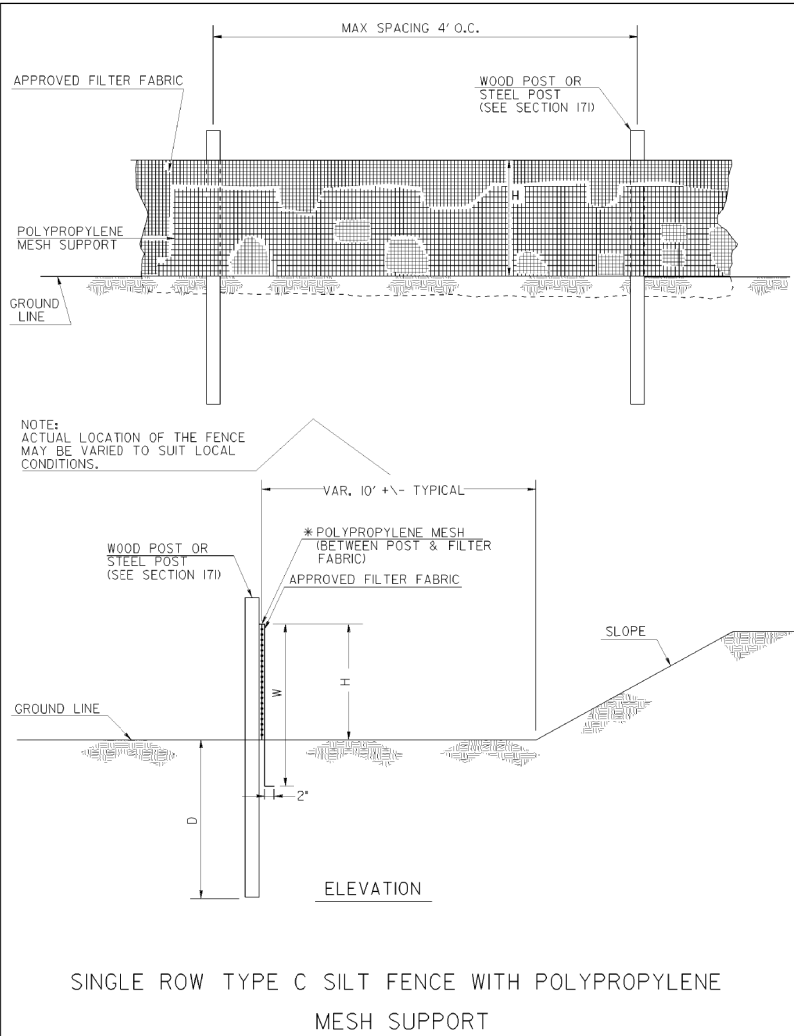 MAX SPACING 4' O.C.
APPROVED FILTER FABRIC
WOOD POST OR
STEEL POST
(SEE SECTION 171)
H
POLYPROPYLENE
MESH SUPPORT
GROUND
LINE
NOTE:
ACTUAL LOCATION OF THE FENCE
MAY BE VARIED TO SUIT LOCAL
CONDITIONS.
VAR. 10' +\- TYPICAL
* POLYPROPYLENE MESH
(BETWEEN POST & FILTER
FABRIC)
WOOD POST OR
STEEL POST
(SEE SECTION 171)
APPROVED FILTER FABRIC
SLOPE
W
H
GROUND LINE
2"
D
ELEVATION
SINGLE ROW TYPE C SILT FENCE WITH POLYPROPYLENE
MESH SUPPORT